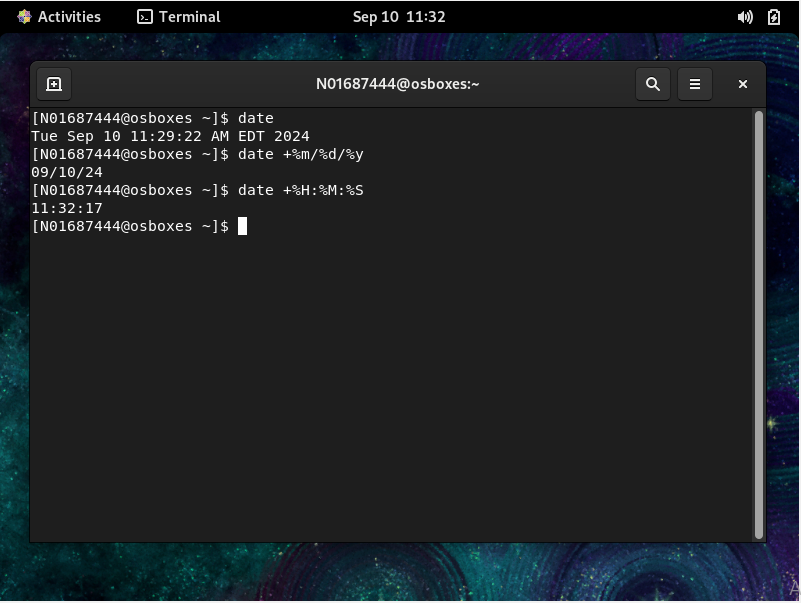 Activities Terminal Sep 10 11:32
N01687444@osboxes:~
[N01687444@osboxes ~]$ date
Tue Sep 10 11:29:22 AM EDT 2024
[N01687444@osboxes ~]$ date +%m/%d/%y
09/10/24
[N01687444@osboxes ~]$ date +%H:%M:%S
11:32:17
[N01687444@osboxes ~]$